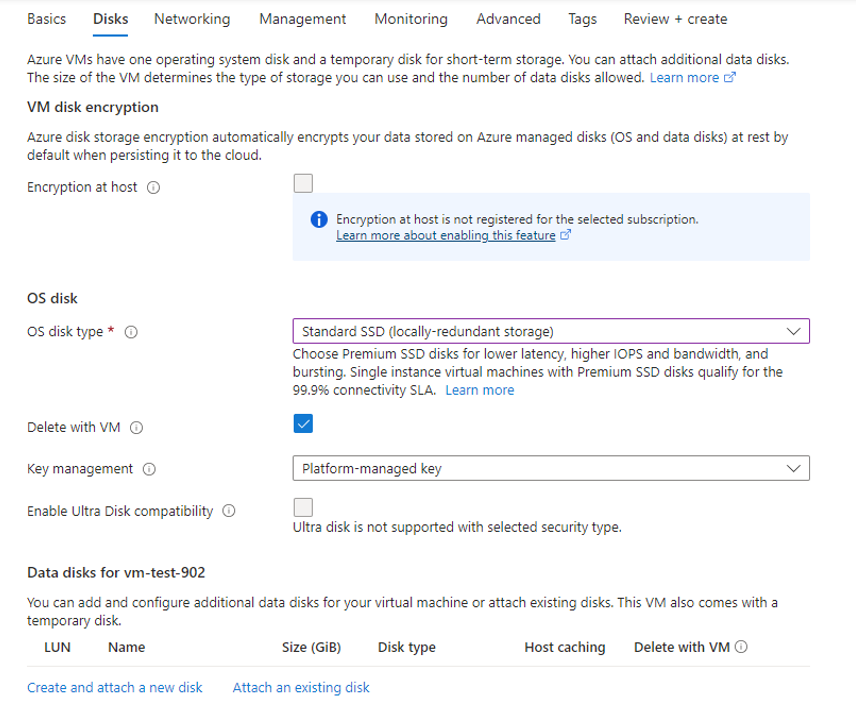 Basics Disks Networking Management Monitoring Advanced Tags Review + create
Azure VMs have one operating system disk and a temporary disk for short-term storage. You can attach additional data disks.
The size of the VM determines the type of storage you can use and the number of data disks allowed. Learn more
VM disk encryption
Azure disk storage encryption automatically encrypts your data stored on Azure managed disks (OS and data disks) at rest by
default when persisting it to the cloud.
Encryption at host
Encryption at host is not registered for the selected subscription.
Learn more about enabling this feature
OS disk
OS disk type * Standard SSD (locally-redundant storage)
Choose Premium SSD disks for lower latency, higher IOPS and bandwidth, and
bursting. Single instance virtual machines with Premium SSD disks qualify for the
99.9% connectivity SLA. Learn more
Delete with VM
Key management Platform-managed key
Enable Ultra Disk compatibility
Ultra disk is not supported with selected security type.
Data disks for vm-test-902
You can add and configure additional data disks for your virtual machine or attach existing disks. This VM also comes with a
temporary disk.
LUN Name Size (GiB) Disk type Host caching Delete with VM
Create and attach a new disk Attach an existing disk